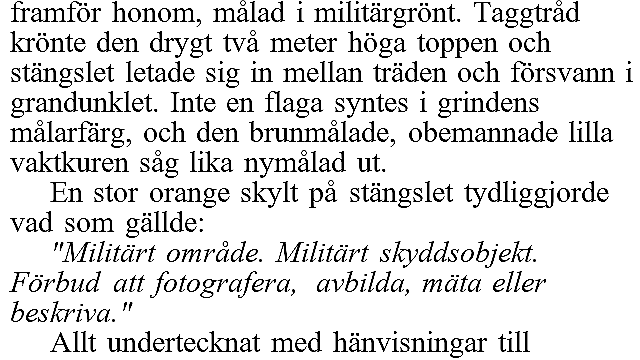 framför honom, målad i militärgrönt. Taggtråd
krönte den drygt två meter höga toppen och
stängslet letade sig in mellan träden och försvann i
grandunklet. Inte en flaga syntes i grindens
målarfärg, och den brunmålade, obemannade lilla
vaktkuren såg lika nymålad ut.
En stor orange skylt på stängslet tydliggjorde
vad som gällde:
"Militärt område. Militärt skyddsobjekt.
Förbud att fotografera,  avbilda, mäta eller
beskriva."
Allt undertecknat med hänvisningar till